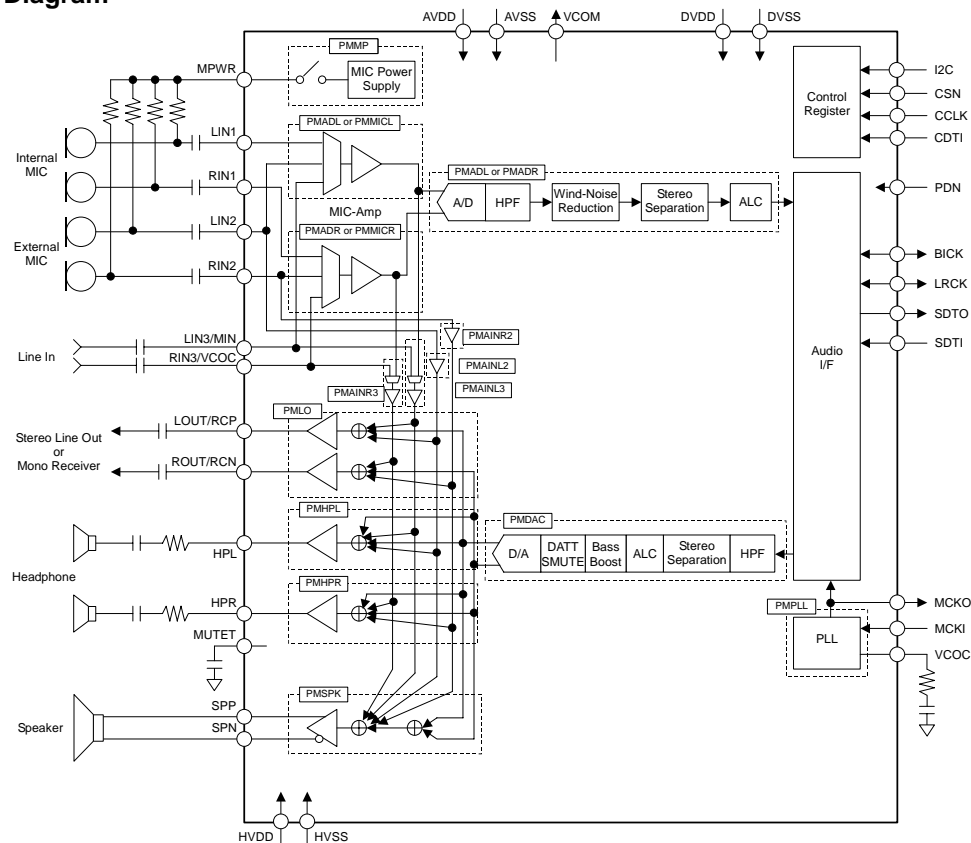 Diagram
AVDD
AVSS
VCOM
DVDD
DVSS
PMMP
MPWR
MIC Power
Supply
Control
Register
I2C
CSN
CCLK
CDTI
PMADL or PMMICL
LIN1
Internal
MIC
RIN1
PMADL or PMADR
A/D
HPF
Wind-Noise
Reduction
Stereo
Separation
ALC
PDN
MIC-Amp
LIN2
PMADR or PMMICR
External
MIC
RIN2
BICK
LRCK
SDTO
SDTI
Audio
I/F
LIN3/MIN
Line In
RIN3/VCOC
PMAINR2
PMAINL2
PMAINR3
PMAINL3
PMLO
LOUT/RCP
Stereo Line Out
or
Mono Receiver
ROUT/RCN
PMHPL
HPL
PMDAC
D/A
DATT
SMUTE
Bass
Boost
ALC
Stereo
Separation
HPF
Headphone
PMHPR
HPR
MUTET
PMPLL
PLL
MCKO
MCKI
VCOC
PMSPK
SPP
Speaker
SPN
HVDD
HVSS